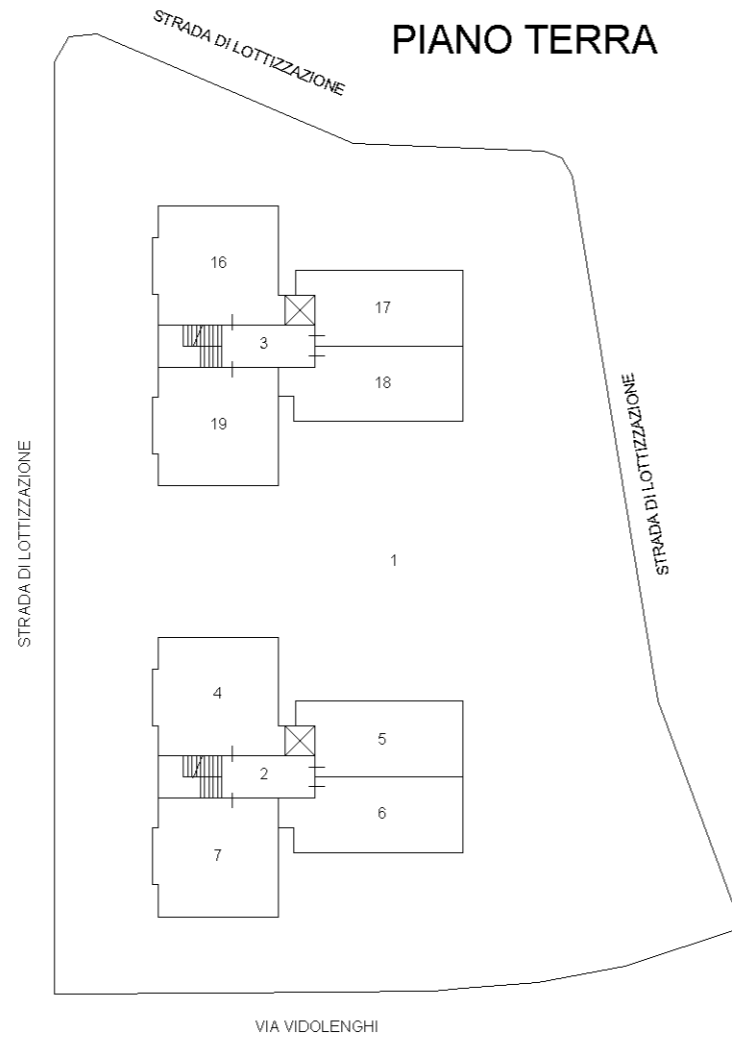 STRADA DI LOTTIZZAZIONE
PIANO TERRA
16
17
3
18
19
STRADA DI LOTTIZZAZIONE
STRADA DI LOTTIZZAZIONE
1
4
5
2
6
7
VIA VIDOLENGHI